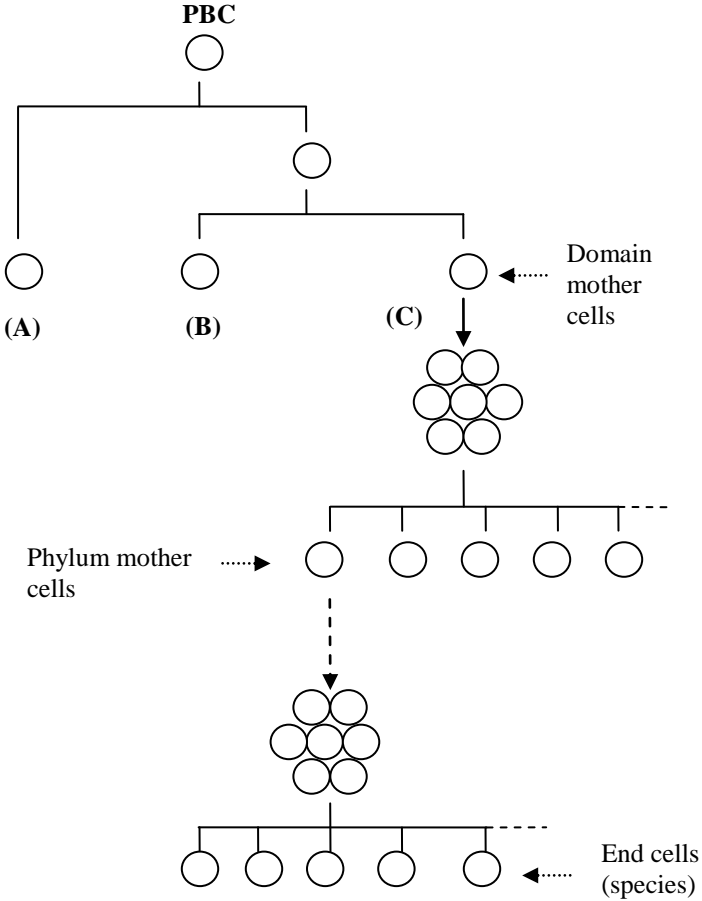 PBC
Domain
mother
cells
(A)
(B)
(C)
Phylum mother
cells
End cells
(species)